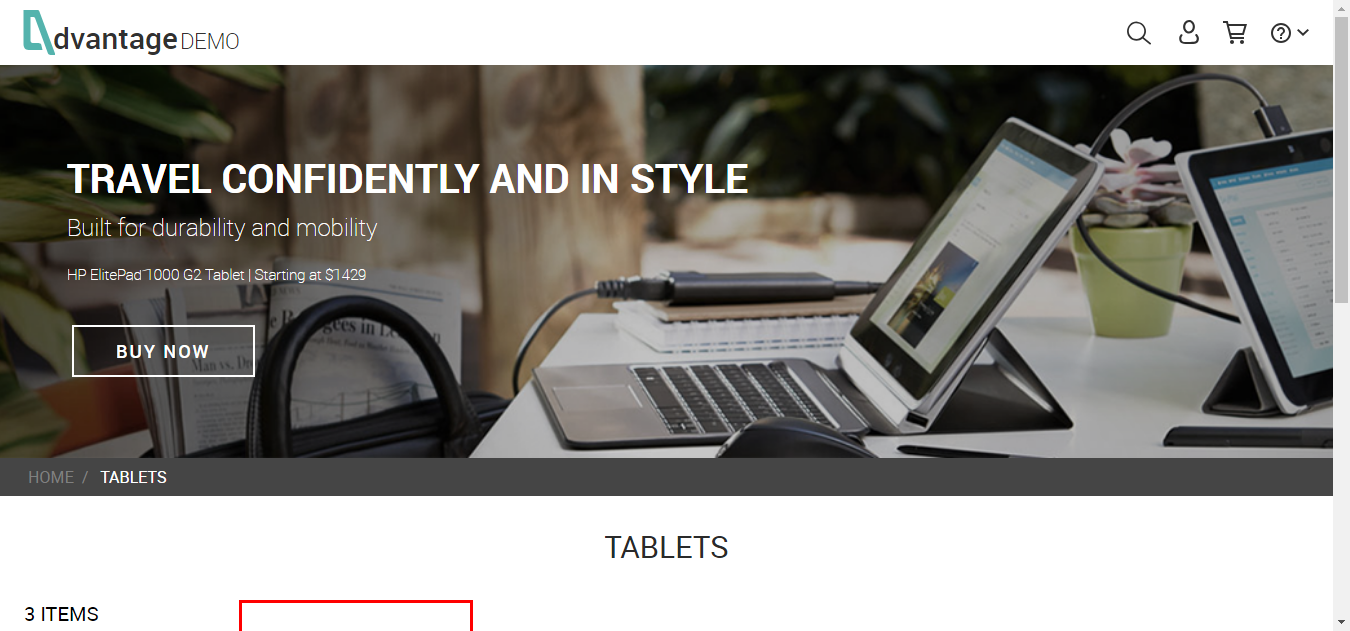 dvantage DEMO
TRAVEL CONFIDENTLY AND IN STYLE
Built for durability and mobility
HP ElitePad 1000 G2 Tablet | Starting at $1429
BUY NOW
HOME / TABLETS
TABLETS
3 ITEMS